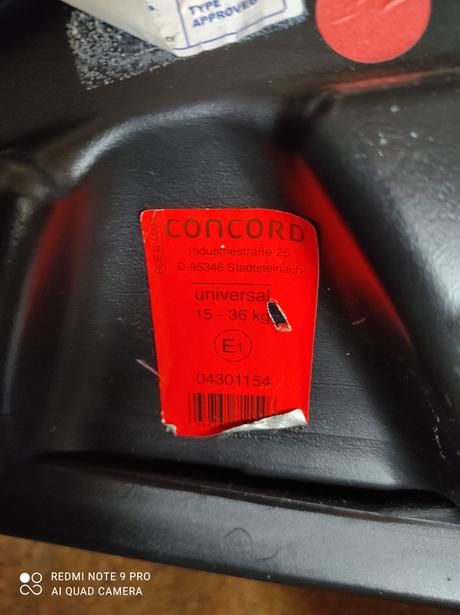 TYPE
APPROVED
CONCORD
Industriestraße 25
D-95346 Stadtsteinach
universal
15 - 36 kg
E1
04301154
REDMI NOTE 9 PRO
AI QUAD CAMERA